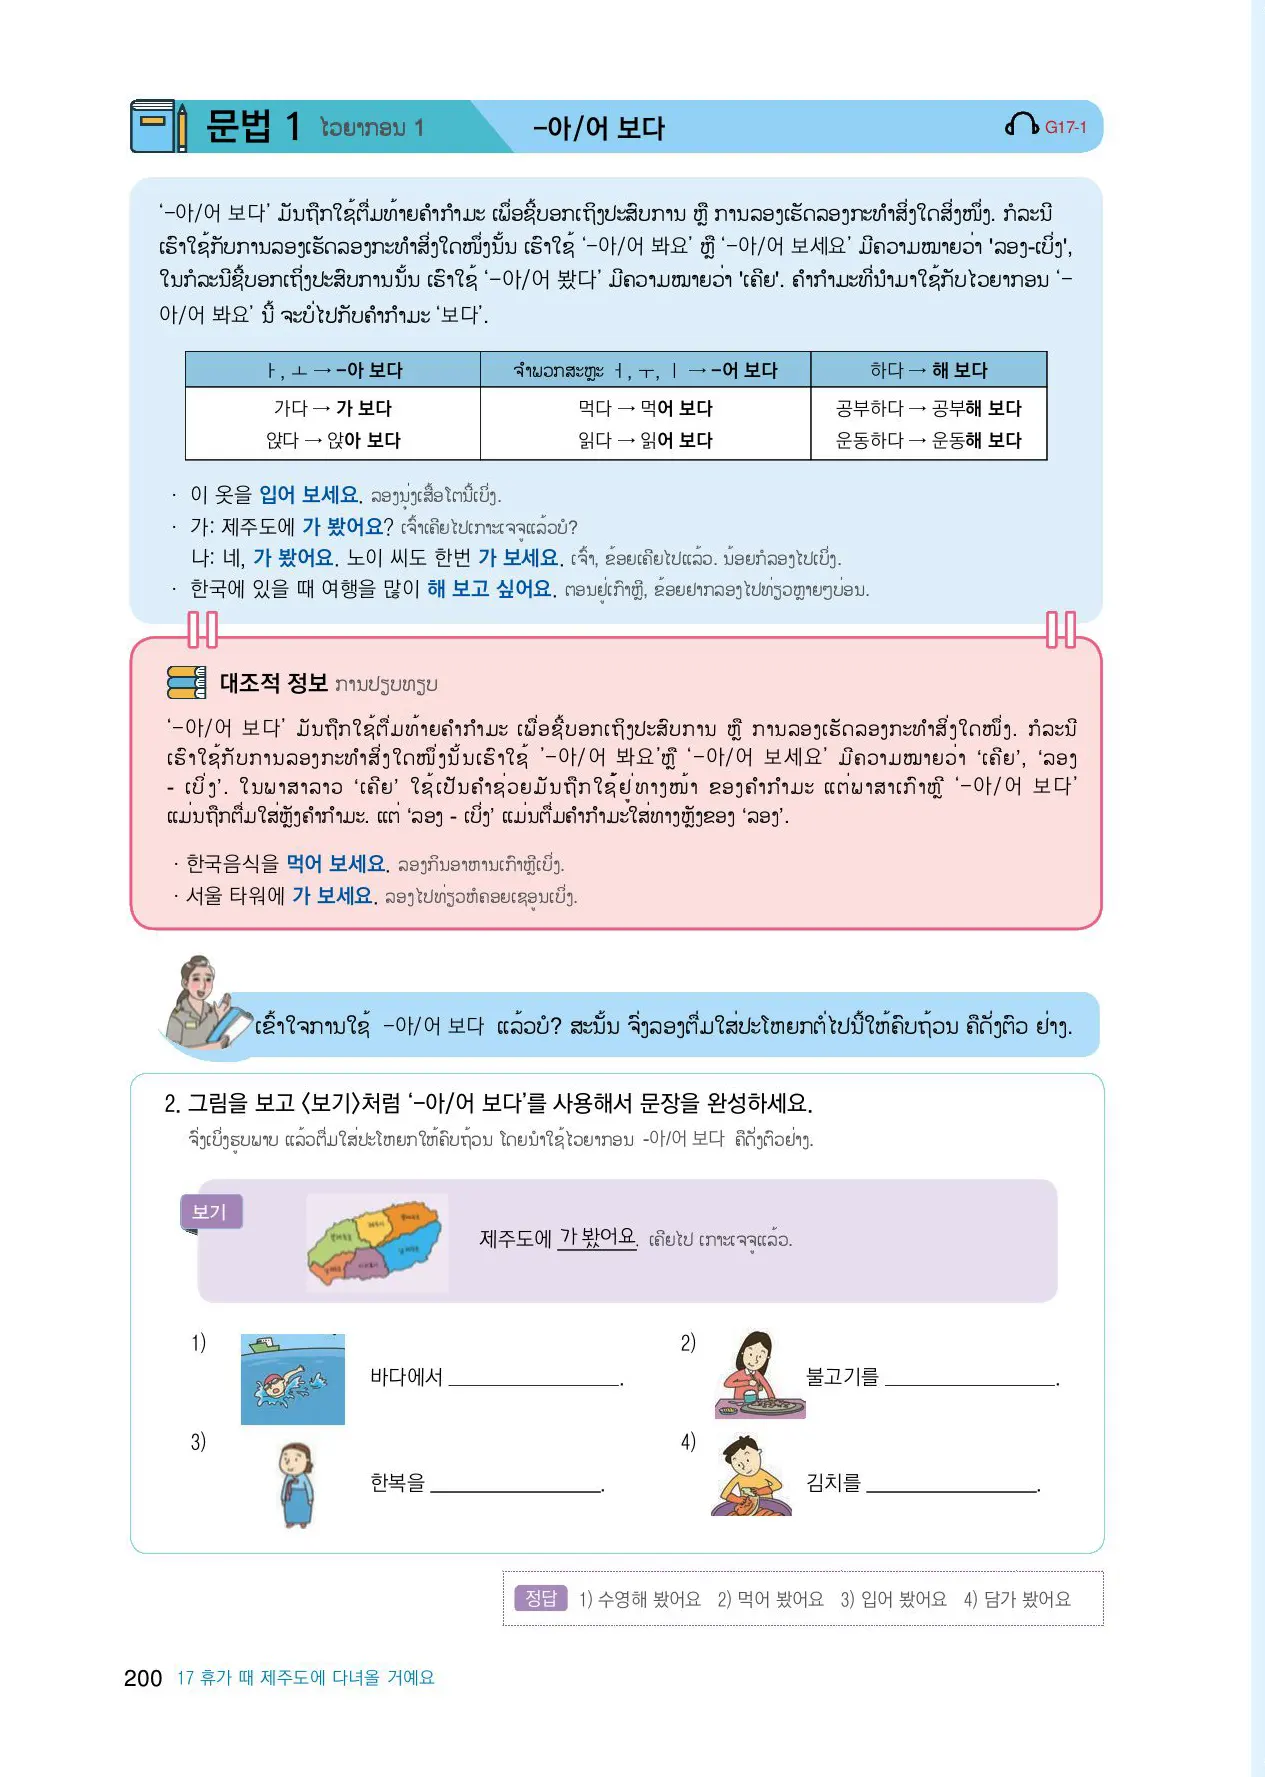 문법 1 ໄວຍາກອນ 1 -아/어 보다 G17-1
‘-아/어 보다’ ມັນຖືກໃຊ້ຕື່ມທ້າຍຄຳກຳມະ ເພື່ອຊີ້ບອກເຖິງປະສົບການ ຫຼື ການລອງເຮັດລອງກະທຳສິ່ງໃດສິ່ງໜຶ່ງ. ກໍລະນີ
ເຮົາໃຊ້ກັບການລອງເຮັດລອງກະທຳສິ່ງໃດໜຶ່ງນັ້ນ ເຮົາໃຊ້ ‘-아/어 봐요’ ຫຼື ‘-아/어 보세요’ ມີຄວາມໝາຍວ່າ 'ລອງ-ເບິ່ງ',
ໃນກໍລະນີຊີ້ບອກເຖິງປະສົບການນັ້ນ ເຮົາໃຊ້ ‘-아/어 봤다’ ມີຄວາມໝາຍວ່າ 'ເຄີຍ'. ຄຳກຳມະທີ່ນຳມາໃຊ້ກັບໄວຍາກອນ ‘-
아/어 봐요’ ນີ້ ຈະບໍ່ໄປກັບຄຳກຳມະ ‘보다’.
ㅏ, ㅗ → -아 보다 ຈຳພວກສະຫຼະ ㅓ, ㅜ, ㅣ → -어 보다 하다 → 해 보다
가다 → 가 보다 먹다 → 먹어 보다 공부하다 → 공부해 보다
앉다 → 앉아 보다 읽다 → 읽어 보다 운동하다 → 운동해 보다
· 이 옷을 입어 보세요. ລອງນຸ່ງເສື້ອໂຕນີ້ເບິ່ງ.
· 가: 제주도에 가 봤어요? ເຈົ້າເຄີຍໄປເກາະເຈຈູແລ້ວບໍ?
나: 네, 가 봤어요. 노이 씨도 한번 가 보세요. ເຈົ້າ, ຂ້ອຍເຄີຍໄປແລ້ວ. ນ້ອຍກໍລອງໄປເບິ່ງ.
· 한국에 있을 때 여행을 많이 해 보고 싶어요. ຕອນຢູ່ເກົາຫຼີ, ຂ້ອຍຢາກລອງໄປທ່ຽວຫຼາຍໆບ່ອນ.
대조적 정보 ການປຽບທຽບ
‘-아/어 보다’ ມັນຖືກໃຊ້ຕື່ມທ້າຍຄຳກຳມະ ເພື່ອຊີ້ບອກເຖິງປະສົບການ ຫຼື ການລອງເຮັດລອງກະທຳສິ່ງໃດໜຶ່ງ. ກໍລະນີ
ເຮົາໃຊ້ກັບການລອງກະທຳສິ່ງໃດໜຶ່ງນັ້ນເຮົາໃຊ້ ’-아/어 봐요’ຫຼື ‘-아/어 보세요’ ມີຄວາມໝາຍວ່າ ‘ເຄີຍ’, ‘ລອງ
- ເບິ່ງ’. ໃນພາສາລາວ ‘ເຄີຍ’ ໃຊ້ເປັນຄຳຊ່ວຍມັນຖືກໃຊ້ຢູ່ທາງໜ້າ ຂອງຄຳກຳມະ ແຕ່ພາສາເກົາຫຼີ ‘-아/어 보다’
ແມ່ນຖືກຕື່ມໃສ່ຫຼັງຄຳກຳມະ. ແຕ່ ‘ລອງ - ເບິ່ງ’ ແມ່ນຕື່ມຄຳກຳມະໃສ່ທາງຫຼັງຂອງ ‘ລອງ’.
· 한국음식을 먹어 보세요. ລອງກິນອາຫານເກົາຫຼີເບິ່ງ.
· 서울 타워에 가 보세요. ລອງໄປທ່ຽວຫໍຄອຍເຊອູນເບິ່ງ.
ເຂົ້າໃຈການໃຊ້ -아/어 보다 ແລ້ວບໍ? ສະນັ້ນ ຈົ່ງລອງຕື່ມໃສ່ປະໂຫຍກຕໍ່ໄປນີ້ໃຫ້ຄົບຖ້ວນ ຄືດັ່ງຕົວ ຢ່າງ.
2. 그림을 보고 <보기>처럼 ‘-아/어 보다’를 사용해서 문장을 완성하세요.
ຈົ່ງເບິ່ງຮູບພາບ ແລ້ວຕື່ມໃສ່ປະໂຫຍກໃຫ້ຄົບຖ້ວນ ໂດຍນຳໃຊ້ໄວຍາກອນ -아/어 보다 ຄືດັ່ງຕົວຢ່າງ.
보기
제주도에 가 봤어요. ເຄີຍໄປ ເກາະເຈຈູແລ້ວ.
1) 바다에서 ____________.
2) 불고기를 ____________.
3) 한복을 ____________.
4) 김치를 ____________.
정답 1) 수영해 봤어요 2) 먹어 봤어요 3) 입어 봤어요 4) 담가 봤어요
200 17 휴가 때 제주도에 다녀올 거예요